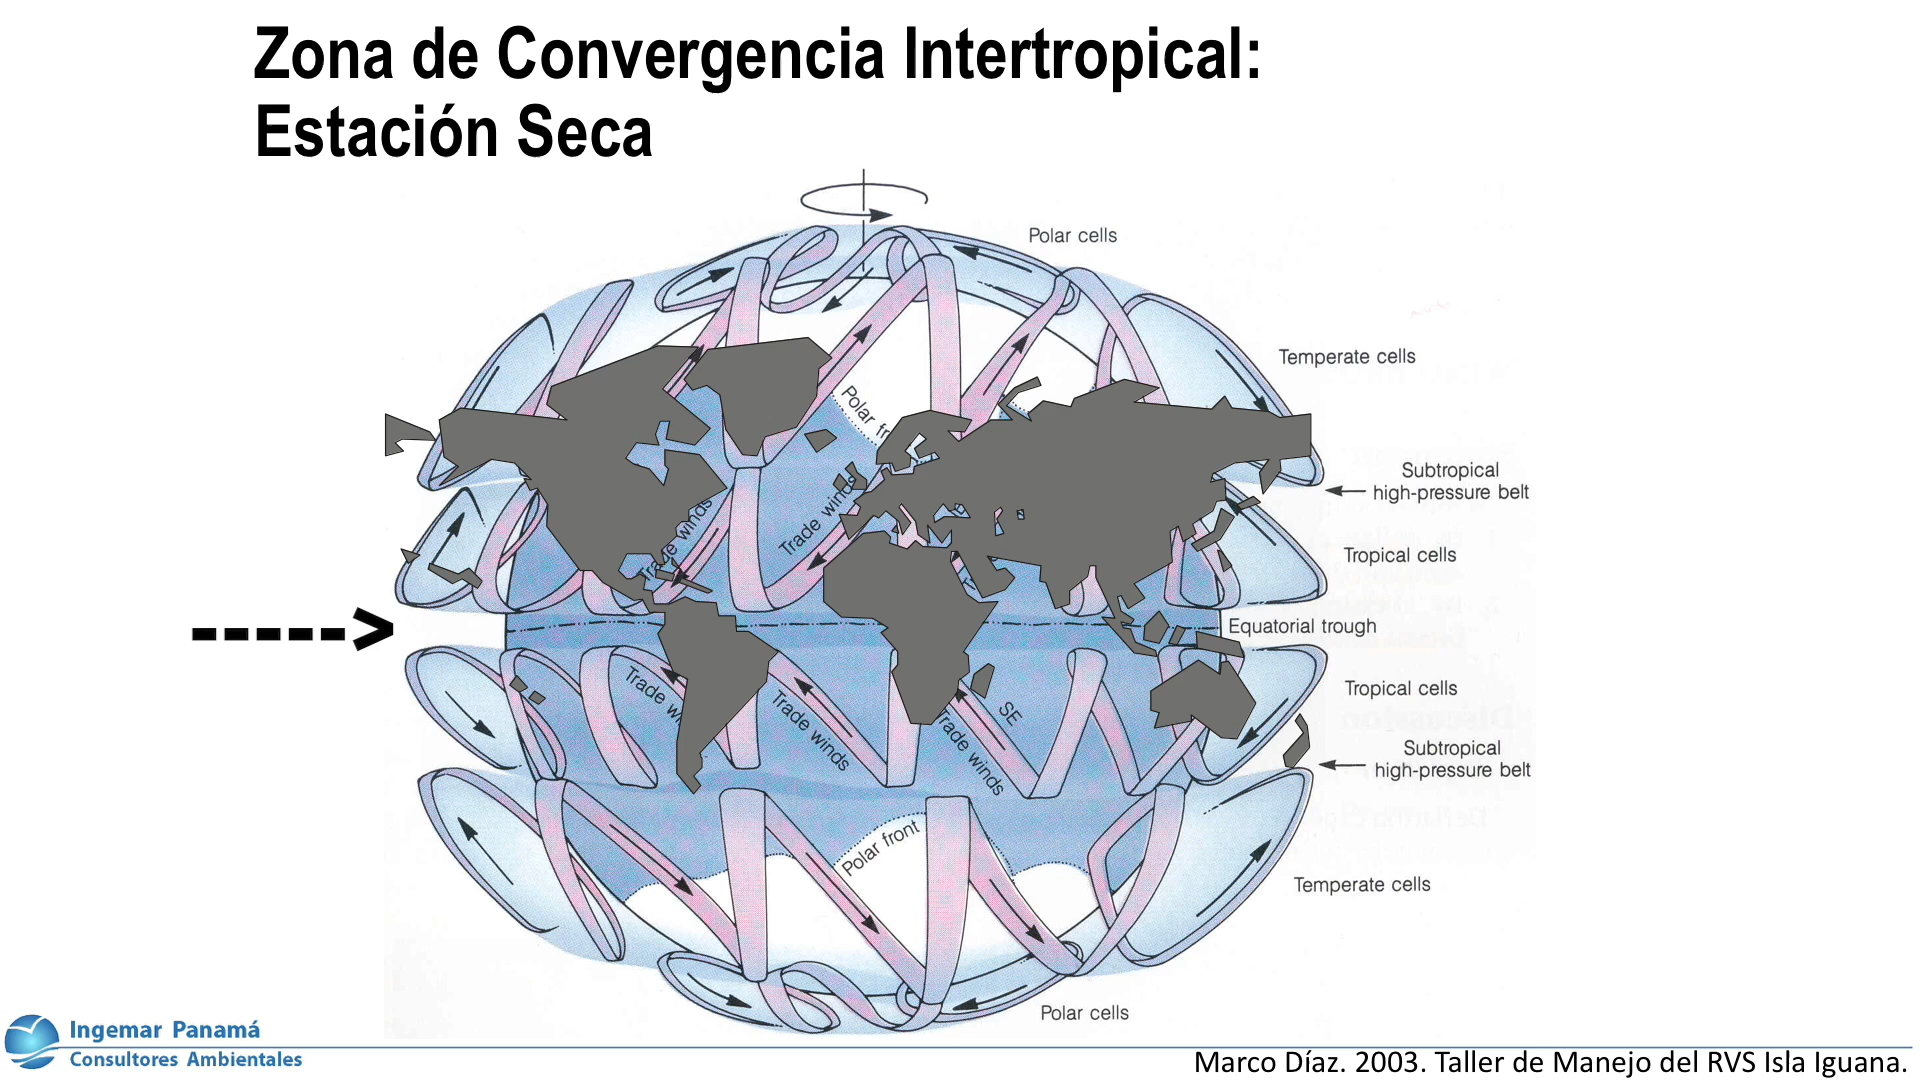 Zona de Convergencia Intertropical:
Estación Seca
Polar cells
Temperate cells
Polar
Subtropical
high-pressure belt
Trade winds
Trade winds
Tropical cells
Equatorial trough
Trade
Trade winds
SE
Trade winds
Tropical cells
Subtropical
high-pressure belt
Polar front
Temperate cells
Polar cells
Ingemar Panamá
Consultores Ambientales
Marco Díaz. 2003. Taller de Manejo del RVS Isla Iguana.